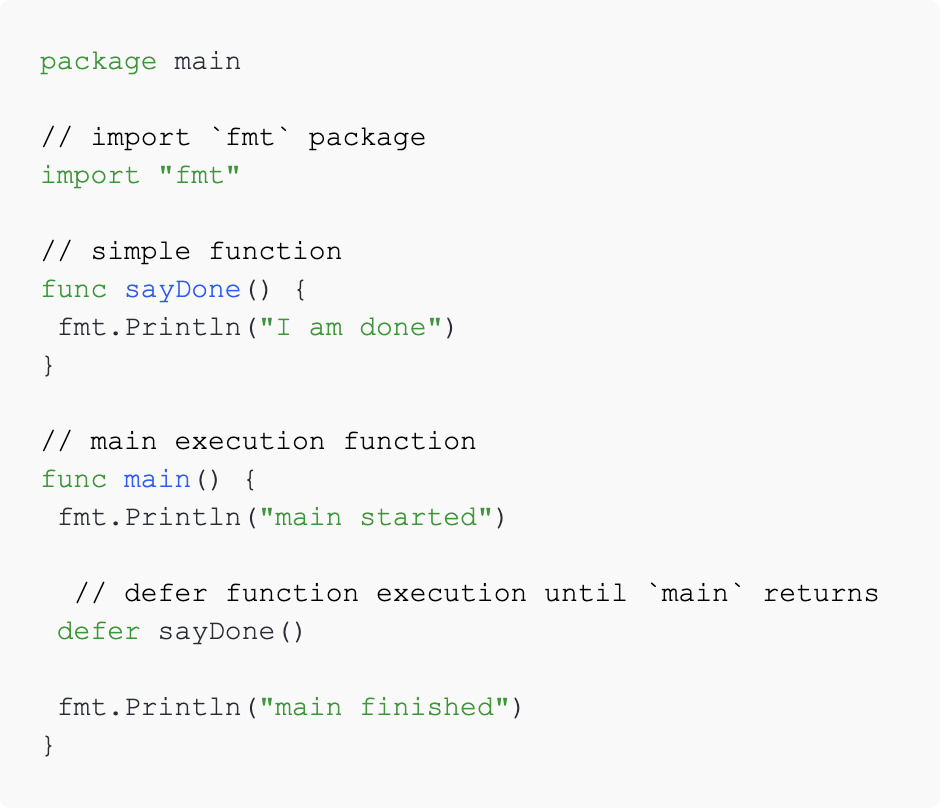 package main
// import `fmt` package
import "fmt"
// simple function
func sayDone() {
 fmt.Println("I am done")
}
// main execution function
func main() {
 fmt.Println("main started")
  // defer function execution until `main` returns
 defer sayDone()
 fmt.Println("main finished")
}